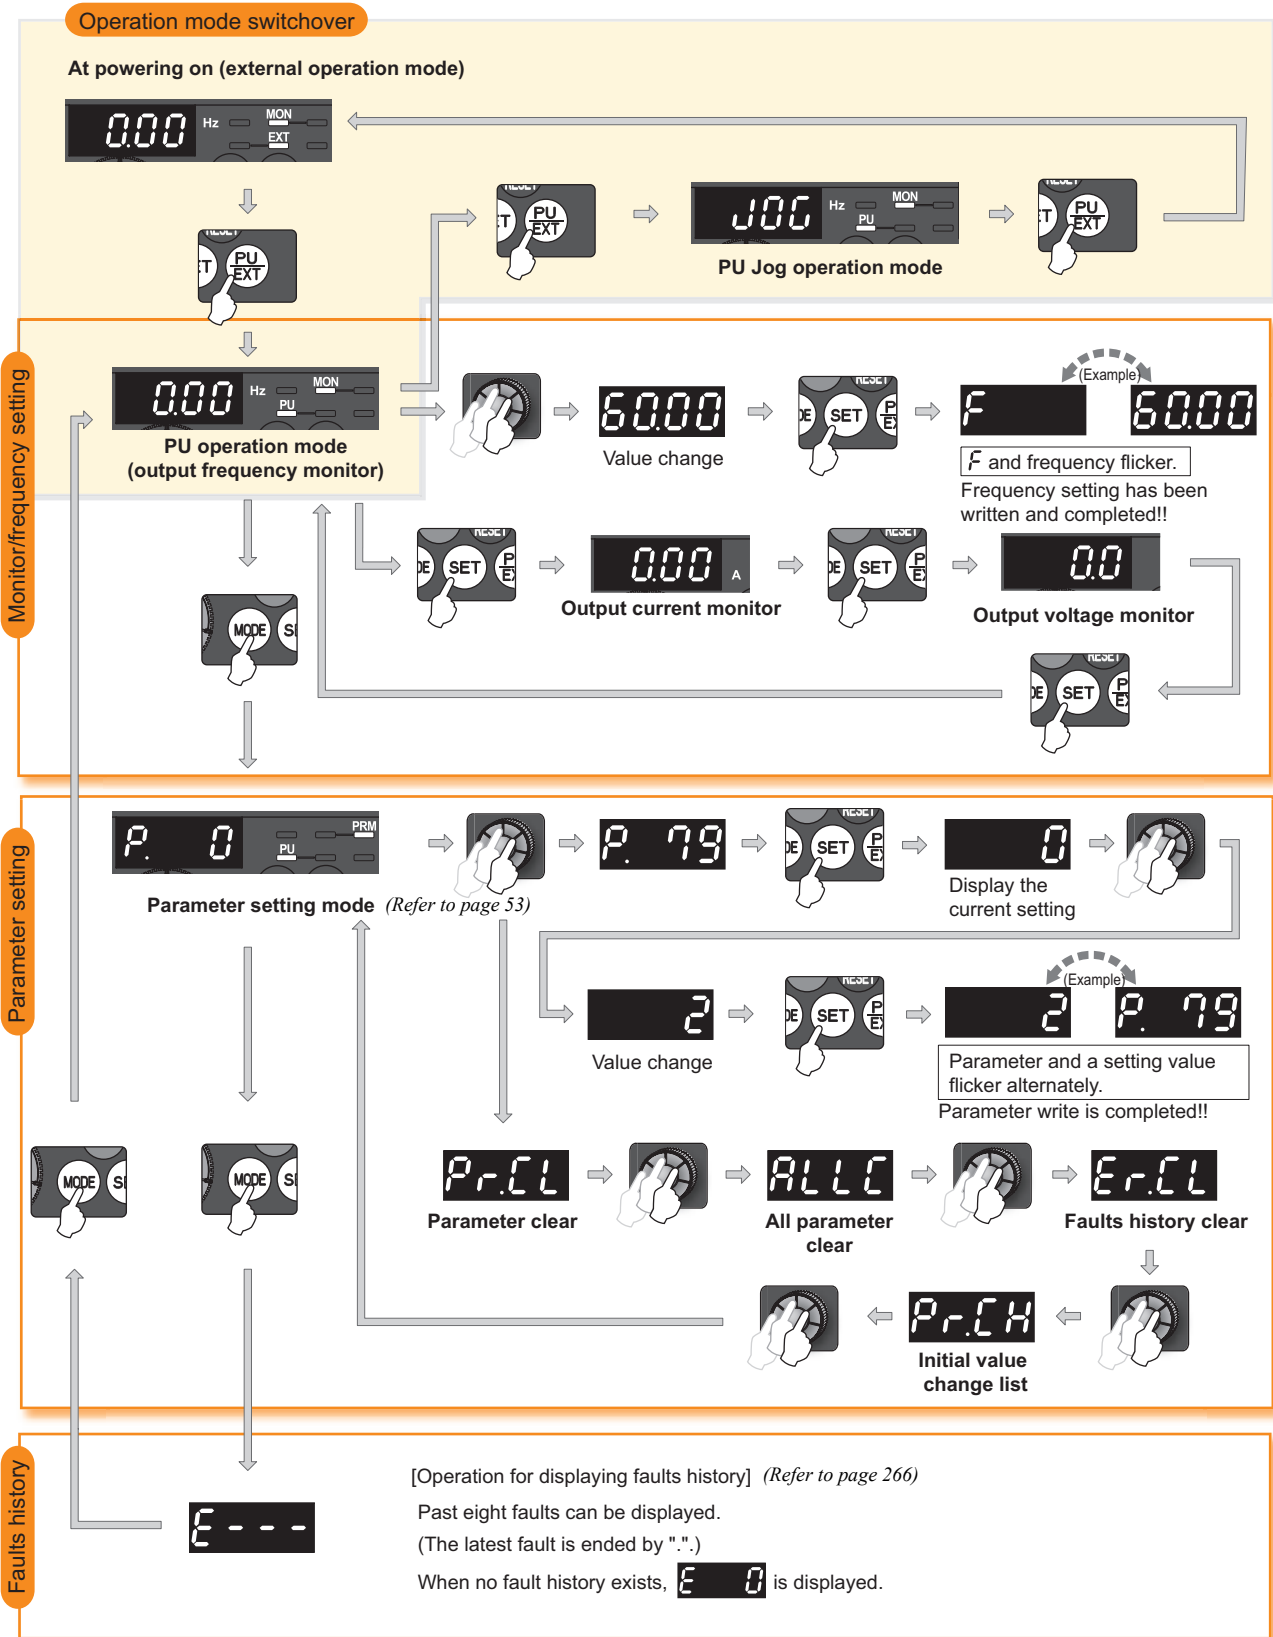 Operation mode switchover
At powering on (external operation mode)
0.00 Hz MON EXT
PU EXT
PU EXT
JOG Hz MON PU
PU EXT
PU Jog operation mode
Monitor/frequency setting
0.00 Hz MON PU
PU operation mode
(output frequency monitor)
60.00
Value change
RESET
SET
(Example)
F
60.00
F and frequency flicker.
Frequency setting has been
written and completed!!
RESET
SET
0.00 A
Output current monitor
SET
0.0
Output voltage monitor
MODE
RESET
SET
Parameter setting
P. 0 PRM PU
Parameter setting mode (Refer to page 53)
P. 79
RESET
SET
0
Display the
current setting
2
Value change
RESET
SET
(Example)
2
P. 79
Parameter and a setting value
flicker alternately.
Parameter write is completed!!
MODE
MODE
Pr.CL
Parameter clear
ALLC
All parameter
clear
Er.CL
Faults history clear
Pr.CH
Initial value
change list
Faults history
E---
[Operation for displaying faults history] (Refer to page 266)
Past eight faults can be displayed.
(The latest fault is ended by ".".)
When no fault history exists, E 0 is displayed.